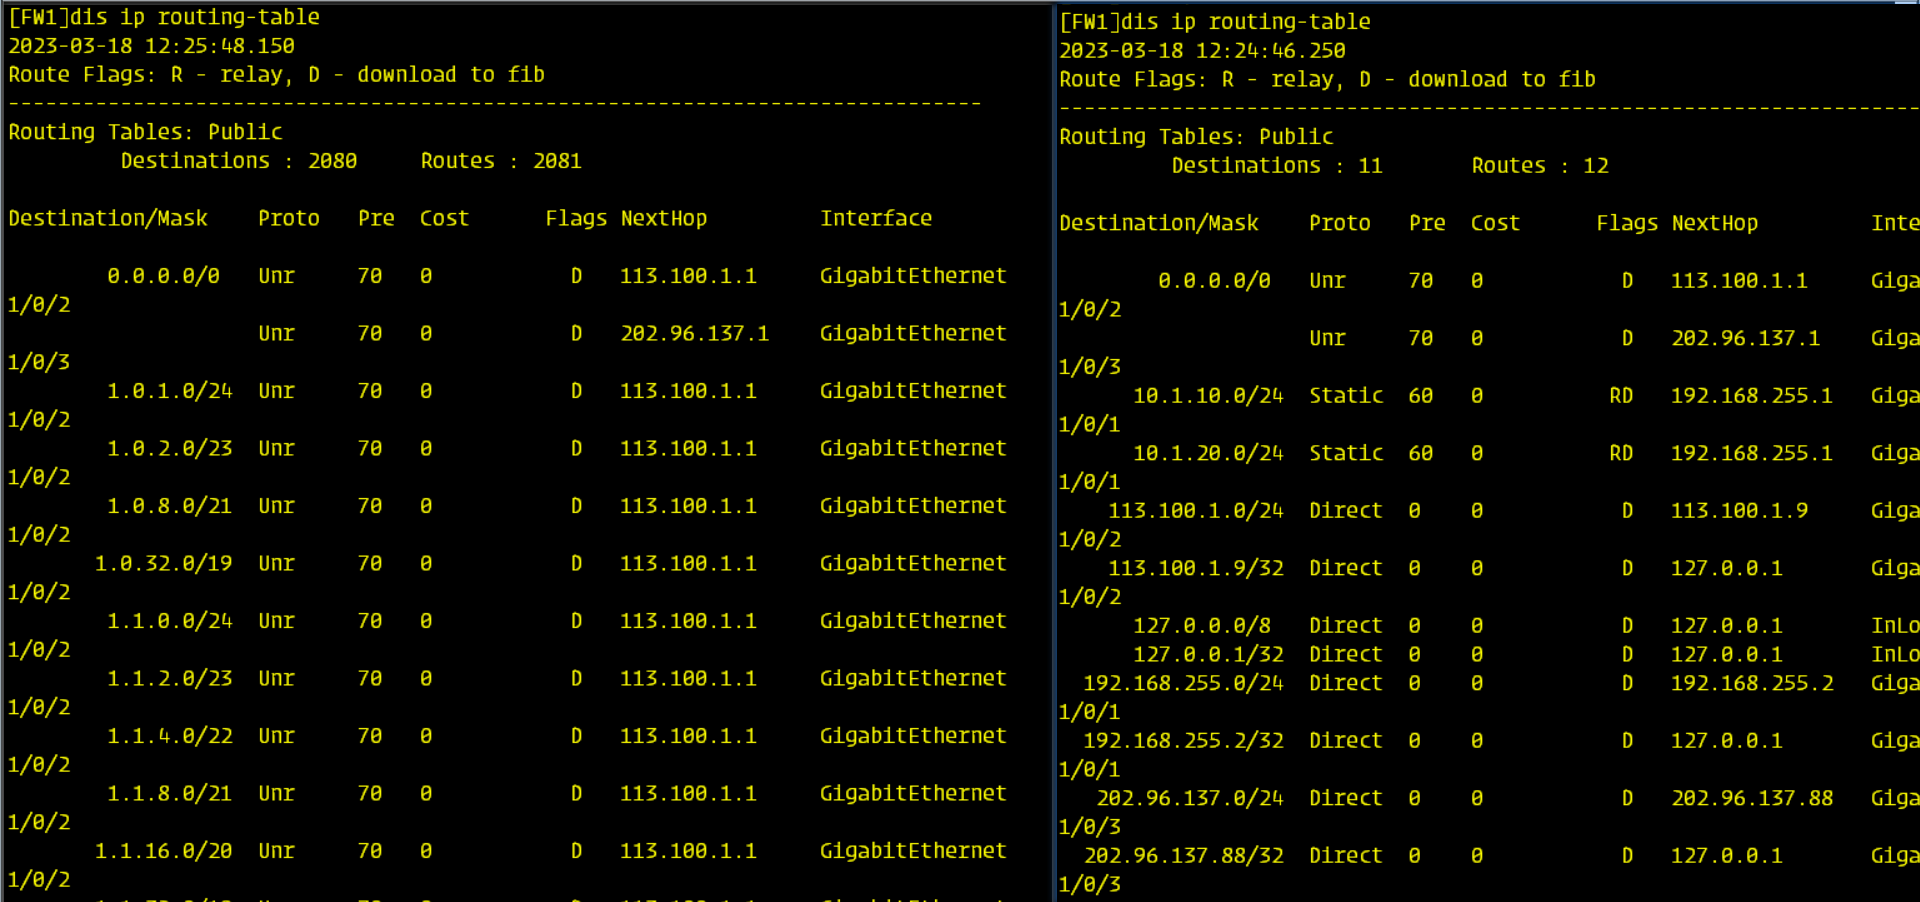 [FW1]dis ip routing-table
2023-03-18 12:25:48.150
Route Flags: R - relay, D - download to fib
------------------------------------------------------------------------------
Routing Tables: Public
Destinations : 2080 Routes : 2081
Destination/Mask Proto Pre Cost Flags NextHop Interface
0.0.0.0/0 Unr 70 0 D 113.100.1.1 GigabitEthernet
1/0/2
Unr 70 0 D 202.96.137.1 GigabitEthernet
1/0/3
1.0.1.0/24 Unr 70 0 D 113.100.1.1 GigabitEthernet
1/0/2
1.0.2.0/23 Unr 70 0 D 113.100.1.1 GigabitEthernet
1/0/2
1.0.8.0/21 Unr 70 0 D 113.100.1.1 GigabitEthernet
1/0/2
1.0.32.0/19 Unr 70 0 D 113.100.1.1 GigabitEthernet
1/0/2
1.1.0.0/24 Unr 70 0 D 113.100.1.1 GigabitEthernet
1/0/2
1.1.2.0/23 Unr 70 0 D 113.100.1.1 GigabitEthernet
1/0/2
1.1.4.0/22 Unr 70 0 D 113.100.1.1 GigabitEthernet
1/0/2
1.1.8.0/21 Unr 70 0 D 113.100.1.1 GigabitEthernet
1/0/2
1.1.16.0/20 Unr 70 0 D 113.100.1.1 GigabitEthernet
1/0/2
[FW1]dis ip routing-table
2023-03-18 12:24:46.250
Route Flags: R - relay, D - download to fib
---------------------------------------------------------------------
Routing Tables: Public
Destinations : 11 Routes : 12
Destination/Mask Proto Pre Cost Flags NextHop Inte
0.0.0.0/0 Unr 70 0 D 113.100.1.1 Giga
1/0/2
Unr 70 0 D 202.96.137.1 Giga
1/0/3
10.1.10.0/24 Static 60 0 RD 192.168.255.1 Giga
1/0/1
10.1.20.0/24 Static 60 0 RD 192.168.255.1 Giga
1/0/1
113.100.1.0/24 Direct 0 0 D 113.100.1.9 Giga
1/0/2
113.100.1.9/32 Direct 0 0 D 127.0.0.1 Giga
1/0/2
127.0.0.0/8 Direct 0 0 D 127.0.0.1 InLo
127.0.0.1/32 Direct 0 0 D 127.0.0.1 InLo
192.168.255.0/24 Direct 0 0 D 192.168.255.2 Giga
1/0/1
192.168.255.2/32 Direct 0 0 D 127.0.0.1 Giga
1/0/1
202.96.137.0/24 Direct 0 0 D 202.96.137.88 Giga
1/0/3
202.96.137.88/32 Direct 0 0 D 127.0.0.1 Giga
1/0/3